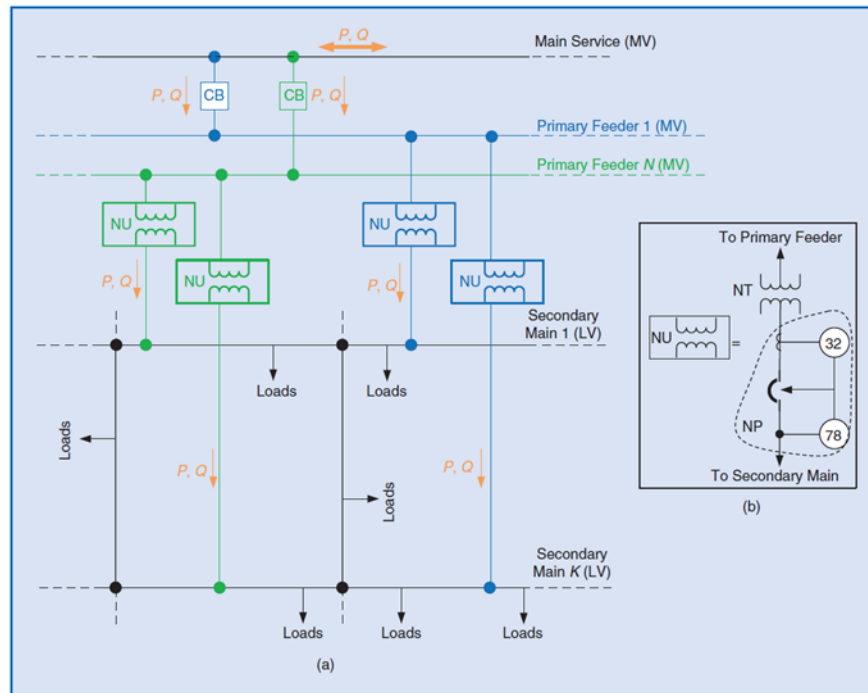 P, Q
Main Service (MV)
P, Q
CB
CB
P, Q
Primary Feeder 1 (MV)
Primary Feeder N (MV)
NU
NU
NU
NU
P, Q
P, Q
Secondary
Main 1 (LV)
Loads
Loads
Loads
Loads
P, Q
P, Q
Secondary
Main K (LV)
Loads
Loads
Loads
(a)
To Primary Feeder
NT
NU
=
32
NP
78
To Secondary Main
(b)